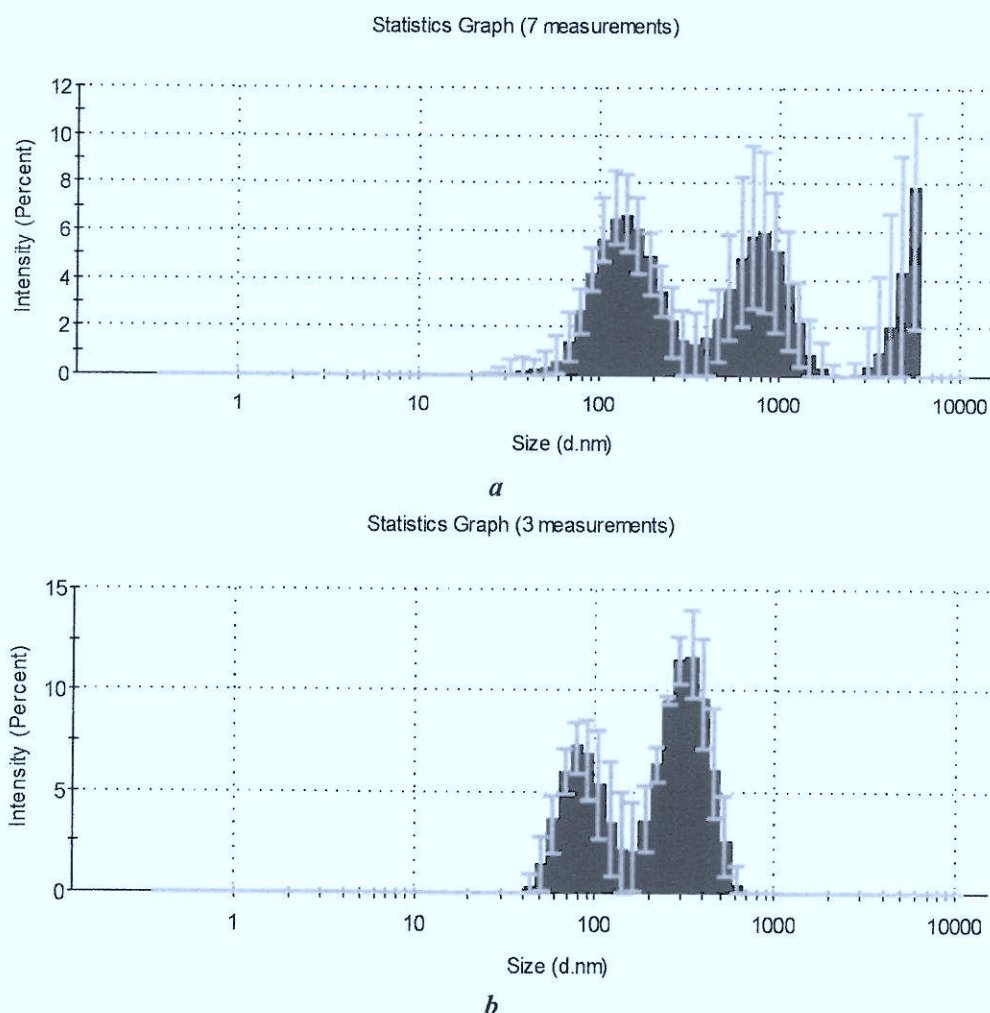 Statistics Graph (7 measurements)
12
10
8
6
4
2
0
Intensity (Percent)
1 10 100 1000 10000
Size (d.nm)
a
Statistics Graph (3 measurements)
15
10
5
0
Intensity (Percent)
1 10 100 1000 10000
Size (d.nm)
b